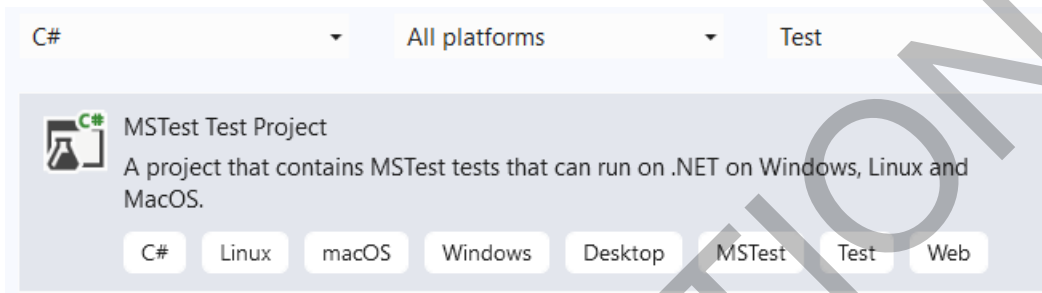 C# All platforms Test
C#
MSTest Test Project
A project that contains MSTest tests that can run on .NET on Windows, Linux and
MacOS.
C# Linux macOS Windows Desktop MSTest Test Web